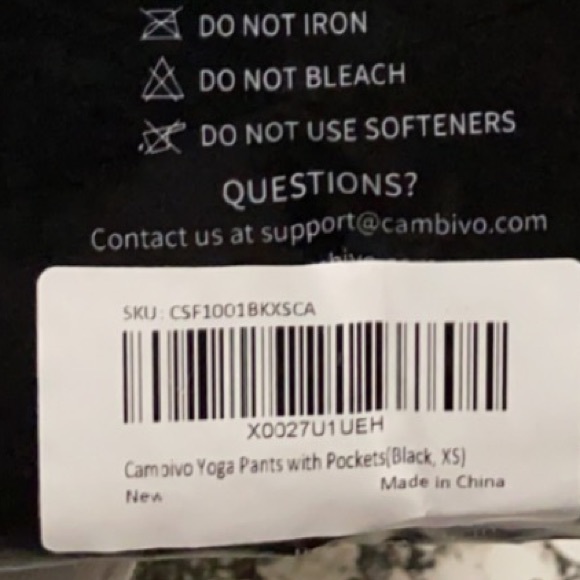 DO NOT IRON
DO NOT BLEACH
DO NOT USE SOFTENERS
QUESTIONS?
Contact us at support@cambivo.com
SKU: CSF1001BKXSCA
X0027U1UEH
Cambivo Yoga Pants with Pockets(Black, XS)
New
Made in China